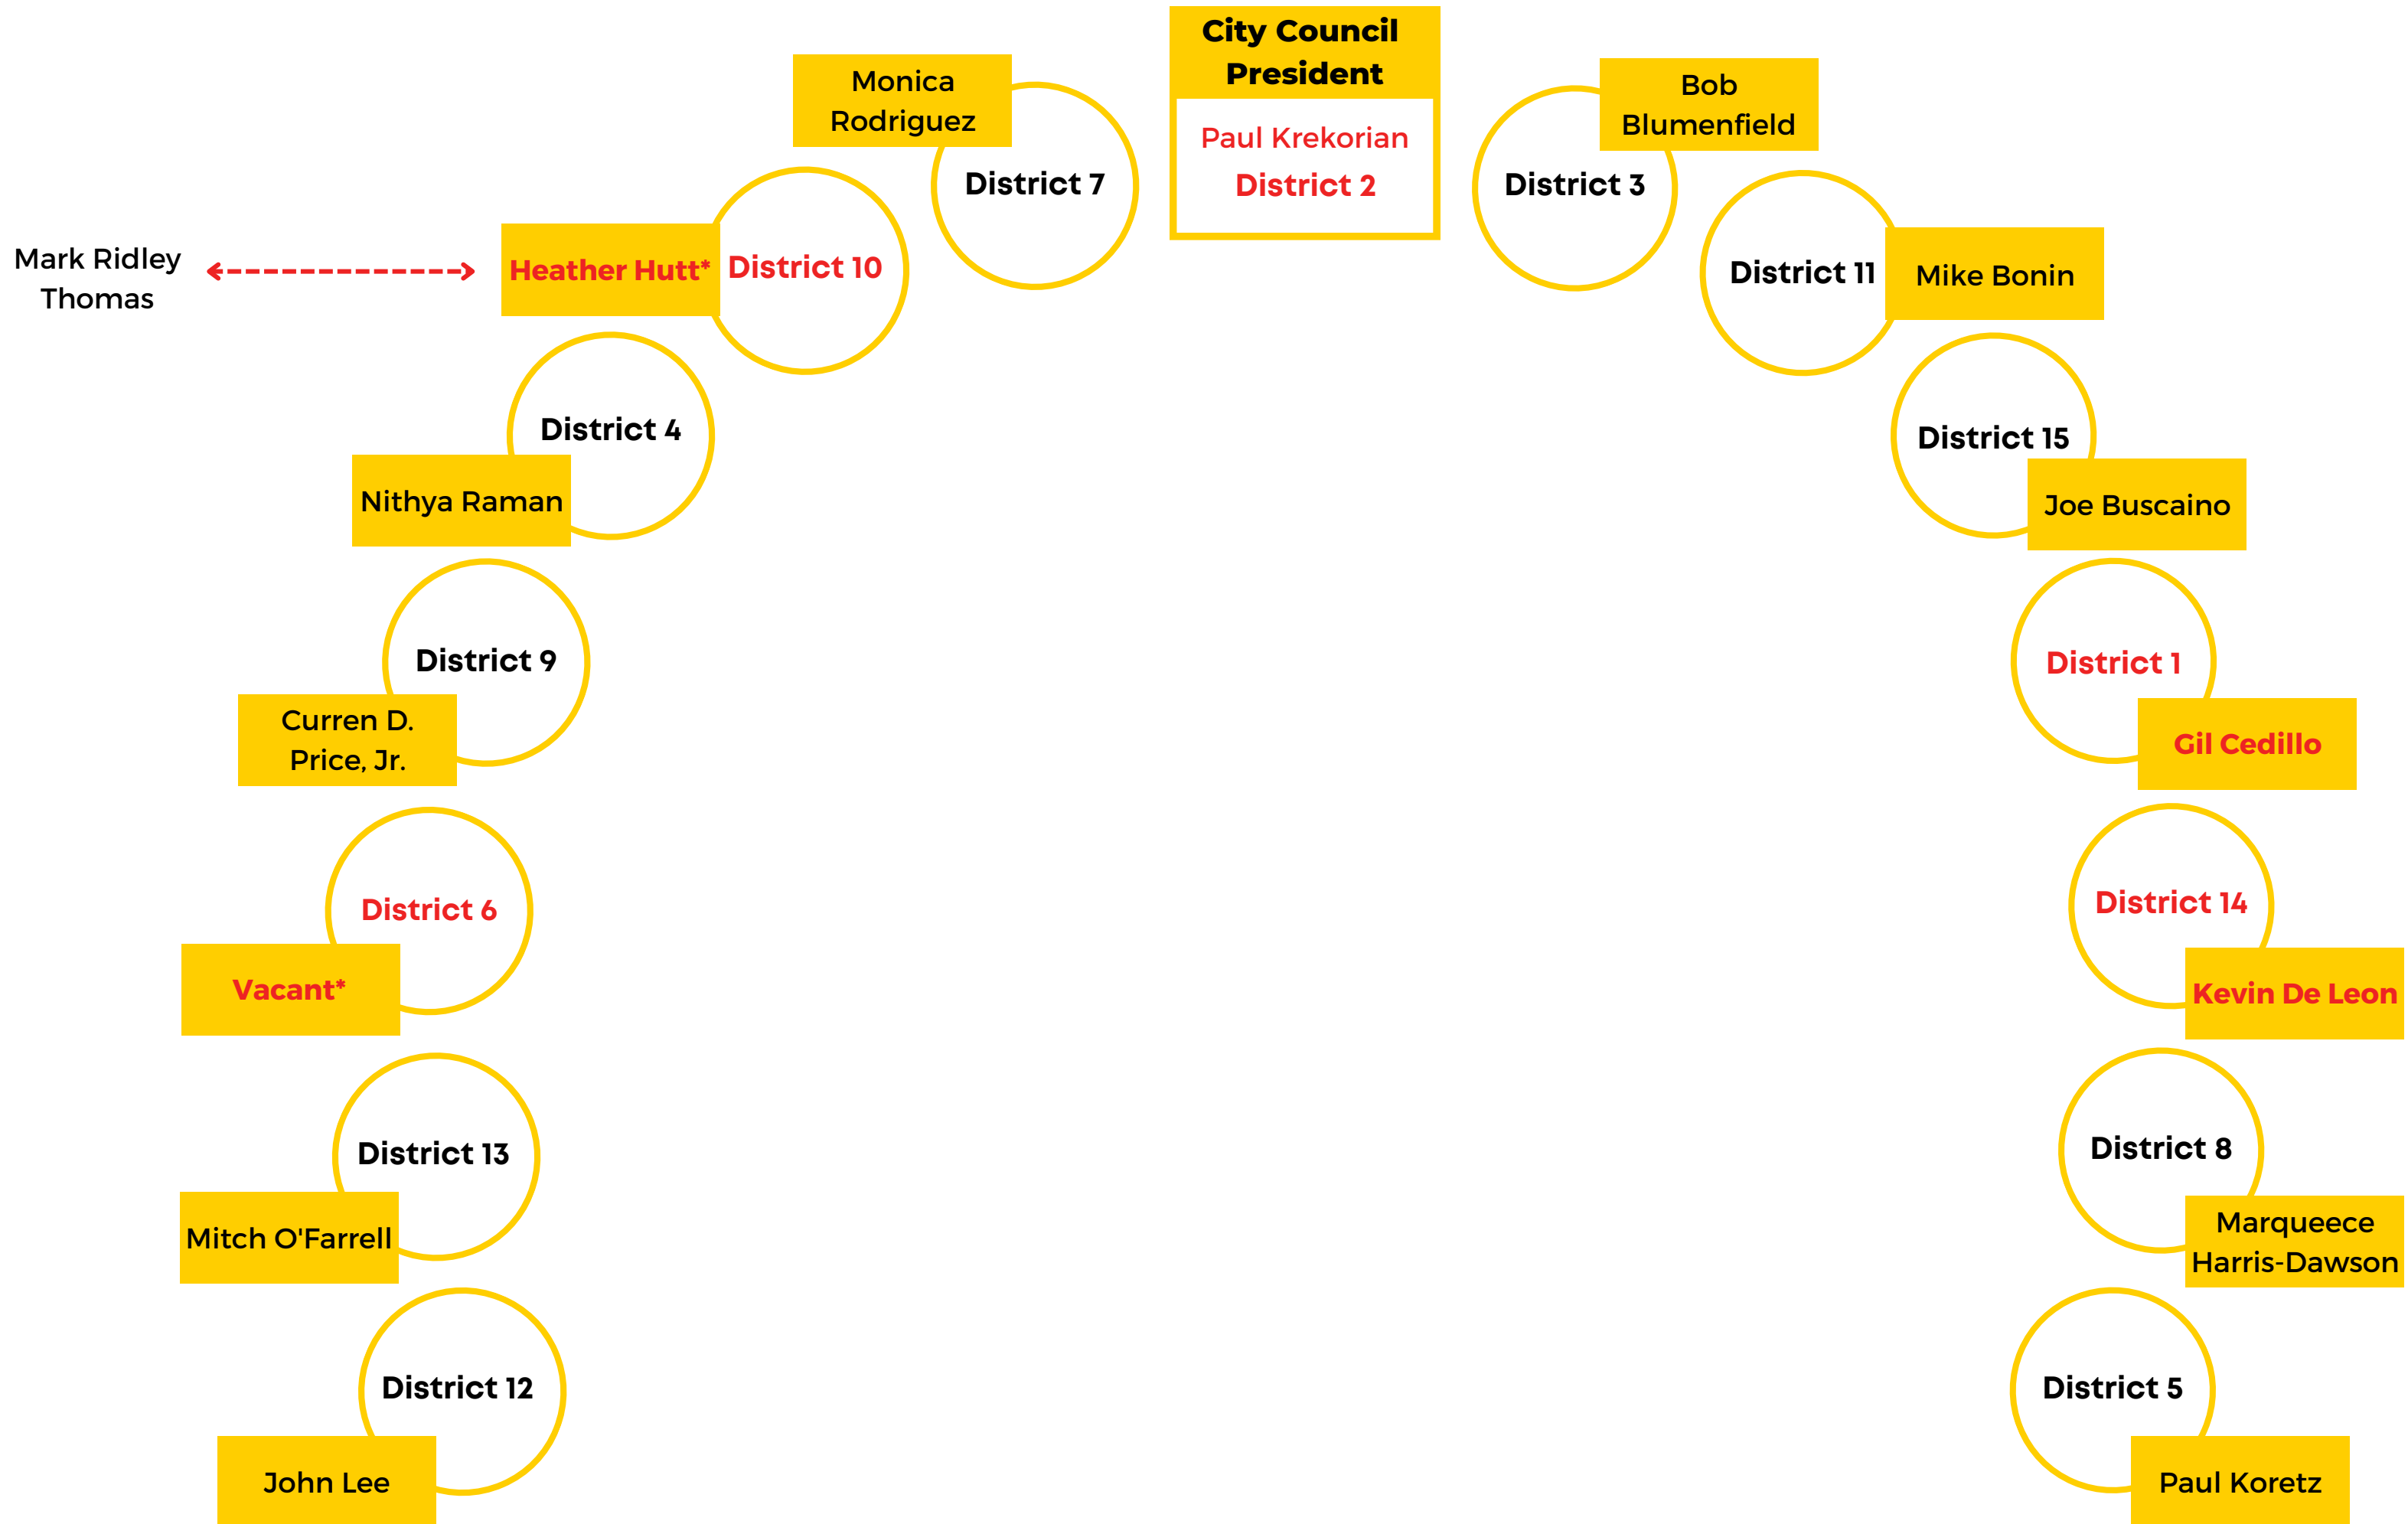 City Council
President
Paul Krekorian
District 2
Monica
Rodriguez
District 7
Bob
Blumenfield
District 3
Mark Ridley
Thomas
Heather Hutt*
District 10
District 11
Mike Bonin
District 4
Nithya Raman
District 15
Joe Buscaino
District 9
Curren D.
Price, Jr.
District 1
Gil Cedillo
District 6
Vacant*
District 14
Kevin De Leon
District 13
Mitch O'Farrell
District 8
Marqueece
Harris-Dawson
District 12
John Lee
District 5
Paul Koretz